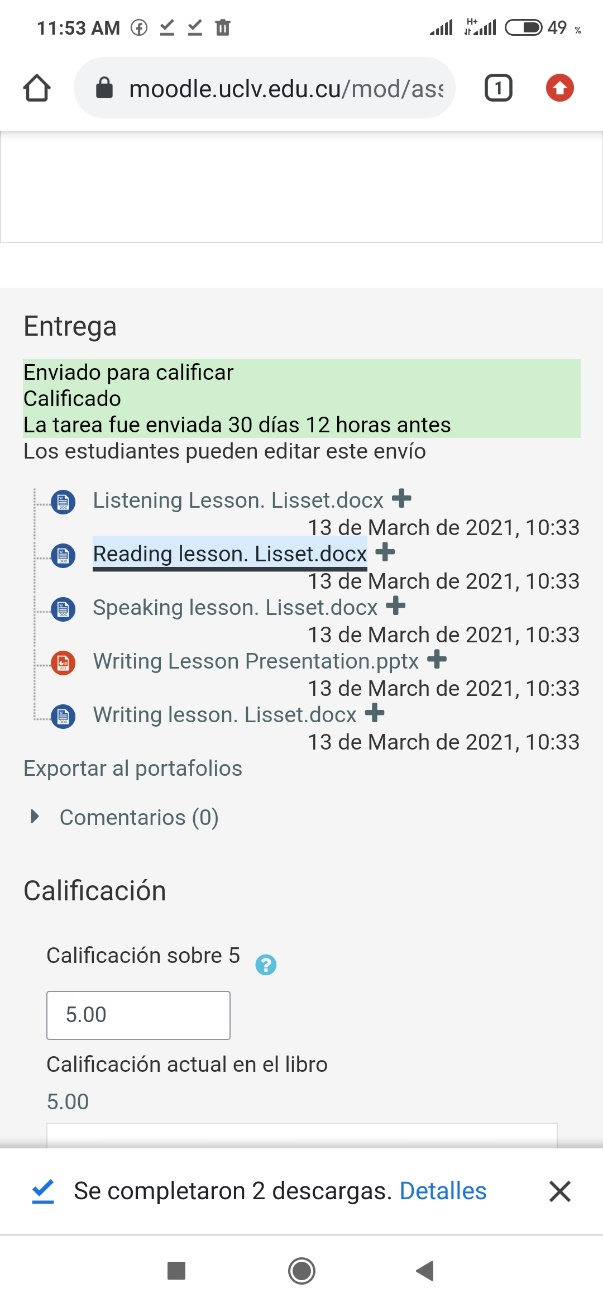 11:53 AM
H+
49 %
moodle.uclv.edu.cu/mod/ass
1
Entrega
Enviado para calificar
Calificado
La tarea fue enviada 30 días 12 horas antes
Los estudiantes pueden editar este envío
Listening Lesson. Lisset.docx
13 de March de 2021, 10:33
Reading lesson. Lisset.docx
13 de March de 2021, 10:33
Speaking lesson. Lisset.docx
13 de March de 2021, 10:33
Writing Lesson Presentation.pptx
13 de March de 2021, 10:33
Writing lesson. Lisset.docx
13 de March de 2021, 10:33
Exportar al portafolios
Comentarios (0)
Calificación
Calificación sobre 5 ?
5.00
Calificación actual en el libro
5.00
Se completaron 2 descargas. Detalles